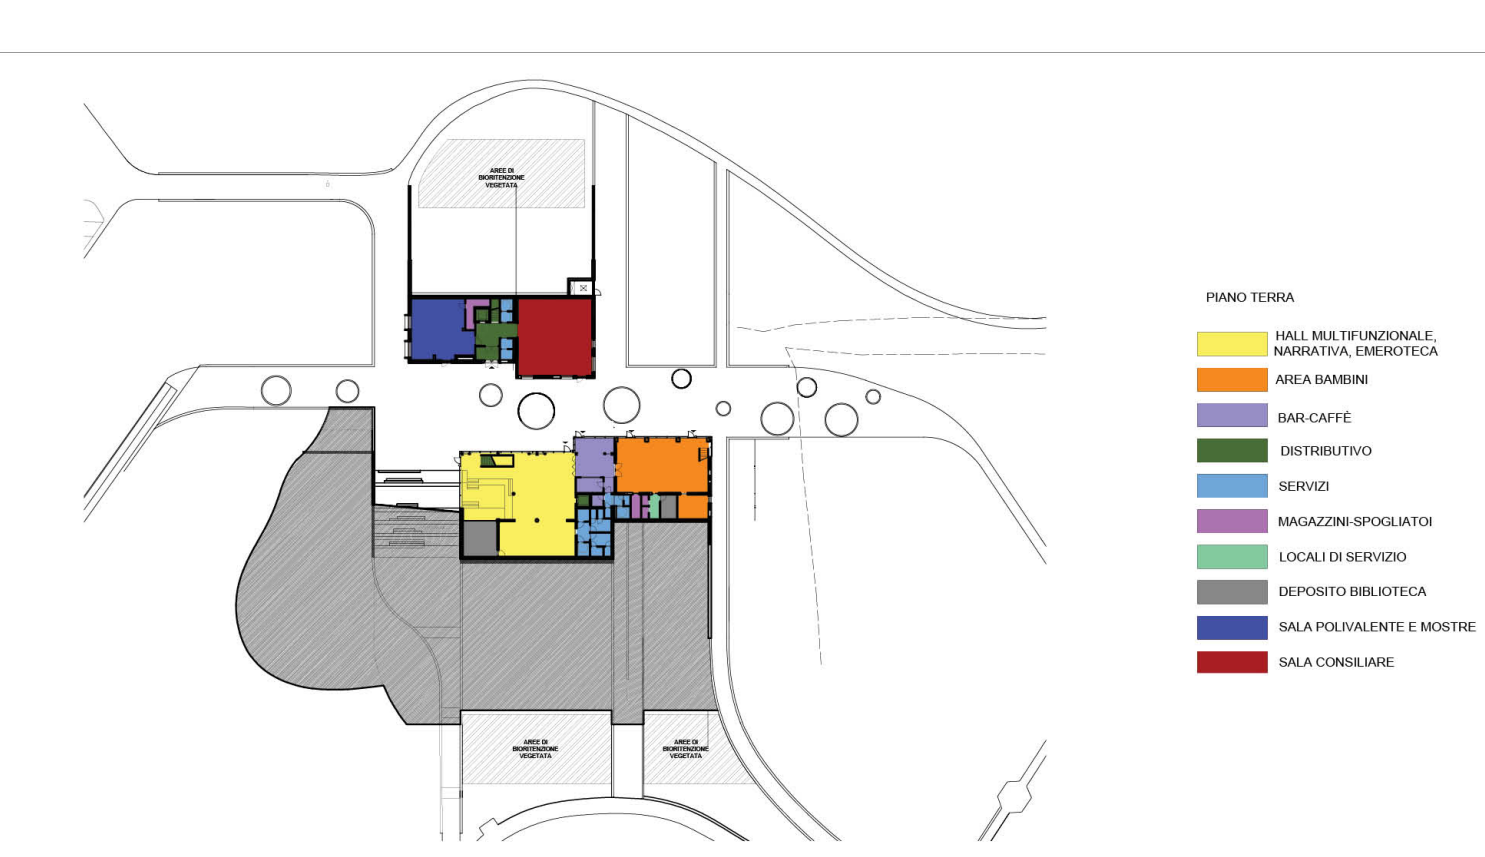 AREE DI
BIORITENZIONE
VEGETATA
PIANO TERRA
HALL MULTIFUNZIONALE,
NARRATIVA, EMEROTECA
AREA BAMBINI
BAR-CAFFÈ
DISTRIBUTIVO
SERVIZI
MAGAZZINI-SPOGLIATOI
LOCALI DI SERVIZIO
DEPOSITO BIBLIOTECA
SALA POLIVALENTE E MOSTRE
SALA CONSILIARE
AREE DI
BIORITENZIONE
VEGETATA
AREE DI
BIORITENZIONE
VEGETATA